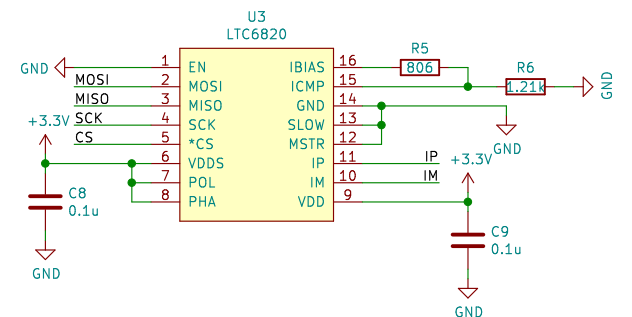 U3
LTC6820
GND 1 EN IBIAS 16 R5 806
MOSI 2 MOSI ICMP 15 R6 1.21k GND
MISO 3 MISO GND 14 GND
SCK 4 SCK SLOW 13
+3.3V CS 5 *CS MSTR 12
6 VDDS IP 11 IP +3.3V
7 POL IM 10 IM
8 PHA VDD 9
C8
0.1u
GND
C9
0.1u
GND